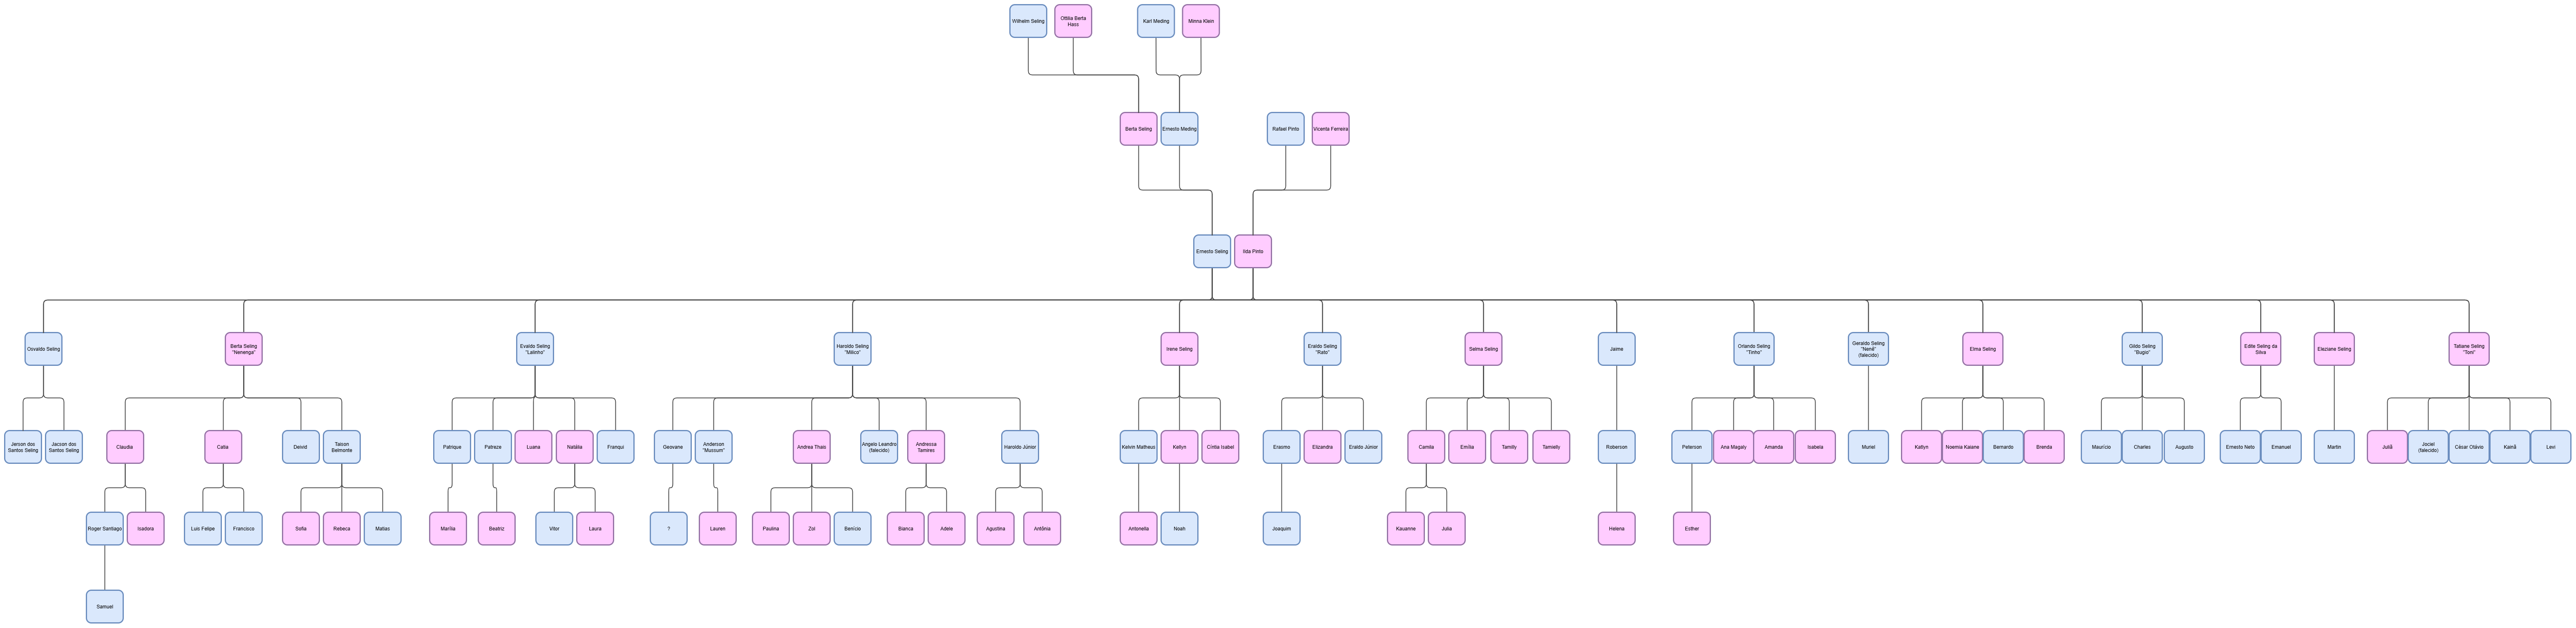 Wilhelm Seling
Ottilia Berta
Hass
Karl Meding
Minna Klein
Berta Seling
Ernesto Meding
Rafael Pinto
Vicenta Ferreira
Ernesto Seling
Ilda Pinto
Osvaldo Seling
Berta Seling
"Nenenga"
Evaldo Seling
"Lalinho"
Haroldo Seling
"Milico"
Irene Seling
Eraldo Seling
"Rato"
Selma Seling
Jaime
Orlando Seling
"Tinho"
Geraldo Seling
"Nenê"
(falecido)
Elma Seling
Gildo Seling
"Bugio"
Edite Seling da
Silva
Eleziane Seling
Tatiane Seling
"Toni"
Jerson dos
Santos Seling
Jacson dos
Santos Seling
Claudia
Catia
Deivid
Taison
Belmonte
Patrique
Patreze
Luana
Natália
Franqui
Geovane
Anderson
"Mussum"
Andrea Thais
Angelo Leandro
(falecido)
Andressa
Tamires
Haroldo Júnior
Kelvin Matheus
Kellyn
Cíntia Isabel
Erasmo
Elizandra
Eraldo Júnior
Camila
Emília
Tamily
Tamielly
Roberson
Peterson
Ana Magaly
Amanda
Isabela
Muriel
Katlyn
Noemia Kaiane
Bernardo
Brenda
Maurício
Charles
Augusto
Ernesto Neto
Emanuel
Martin
Juliã
Jociel
(falecido)
César Otávio
Kainã
Levi
Roger Santiago
Isadora
Luis Felipe
Francisco
Sofia
Rebeca
Matias
Marília
Beatriz
Vitor
Laura
?
Lauren
Paulina
Zoí
Benício
Bianca
Adele
Agustina
Antônia
Antonella
Noah
Joaquim
Kauanne
Julia
Helena
Esther
Samuel